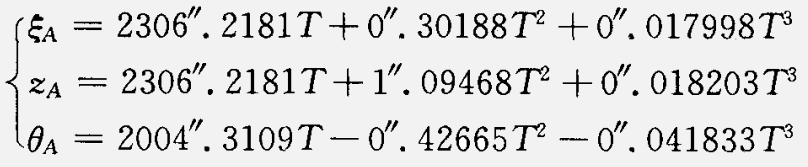 ξ_A = 2306″.2181T + 0″.30188T² + 0″.017998T³
z_A = 2306″.2181T + 1″.09468T² + 0″.018203T³
θ_A = 2004″.3109T − 0″.42665T² − 0″.041833T³